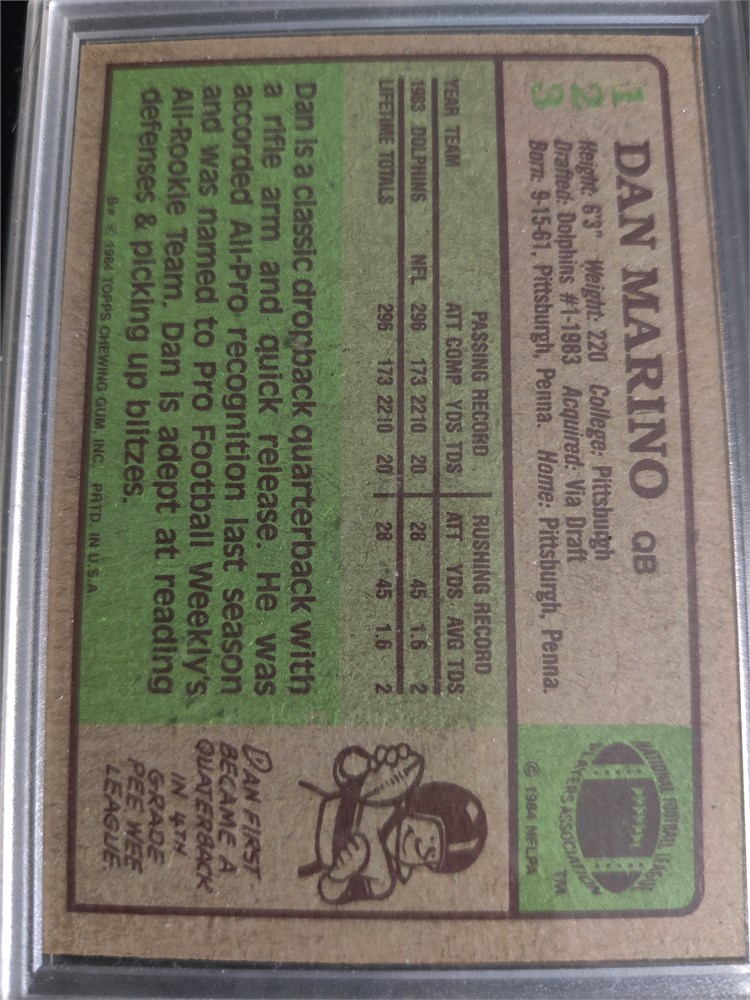 123
DAN MARINO QB
Height: 6'3" Weight: 220 College: Pittsburgh
Drafted: Dolphins #1-1983 Acquired: Via Draft
Born: 9-15-61, Pittsburgh, Penna. Home: Pittsburgh, Penna.
NATIONAL FOOTBALL LEAGUE
PLAYERS ASSOCIATION
TM
© 1984 NFLPA
PASSING RECORD RUSHING RECORD
YEAR TEAM ATT COMP YDS TDS ATT YDS AVG TDS
1983 DOLPHINS NFL 296 173 2210 20 28 45 1.6 2
LIFETIME TOTALS 296 173 2210 20 28 45 1.6 2
Dan is a classic dropback quarterback with
a rifle arm and quick release. He was
accorded All-Pro recognition last season
and was named to Pro Football Weekly's
All-Rookie Team. Dan is adept at reading
defenses & picking up blitzes.
© 1984 TOPPS CHEWING GUM, INC. PRTD. IN U.S.A
DAN FIRST
BECAME A
QUATERBACK
IN 4TH
GRADE
PEE WEE
LEAGUE.